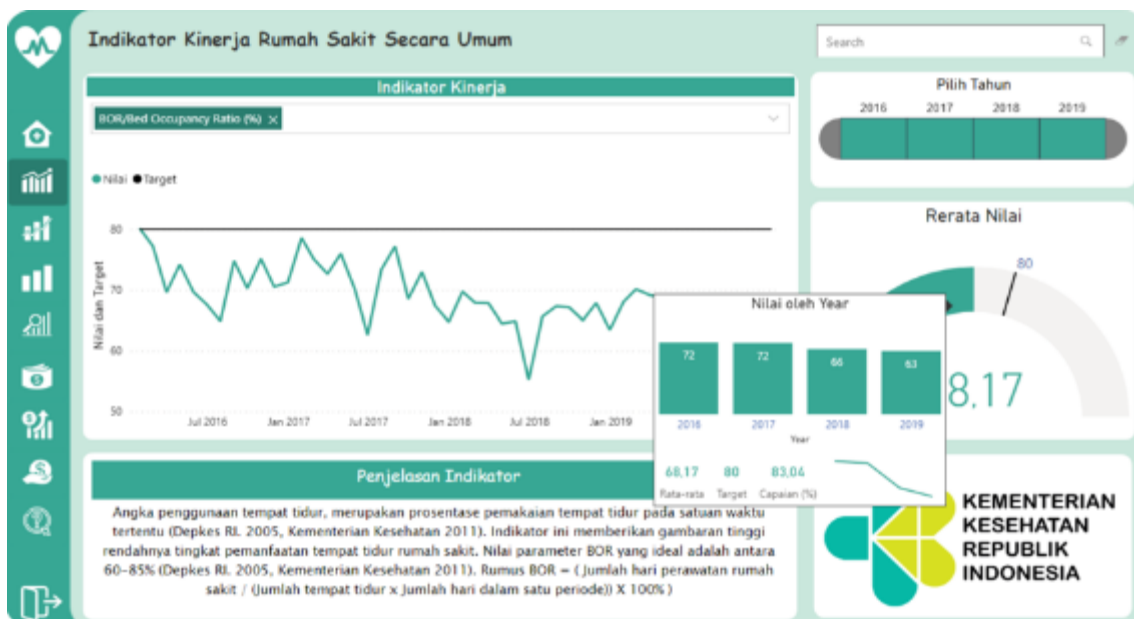 Indikator Kinerja Rumah Sakit Secara Umum
Search
Indikator Kinerja
BOR/Bed Occupancy Ratio (%) ×
Nilai Target
Nilai dan Target
80
70
60
50
Jul 2016 Jan 2017 Jul 2017 Jan 2018 Jul 2018 Jan 2019
Pilih Tahun
2016 2017 2018 2019
Rerata Nilai
80
8,17
Nilai oleh Year
72 72 66 63
2016 2017 2018 2019
Year
68,17 80 83,04
Rata-rata Target Capaian (%)
Penjelasan Indikator
Angka penggunaan tempat tidur, merupakan prosentase pemakaian tempat tidur pada satuan waktu
tertentu (Depkes RI. 2005, Kementerian Kesehatan 2011). Indikator ini memberikan gambaran tinggi
rendahnya tingkat pemanfaatan tempat tidur rumah sakit. Nilai parameter BOR yang ideal adalah antara
60-85% (Depkes RI. 2005, Kementerian Kesehatan 2011). Rumus BOR = ( Jumlah hari perawatan rumah
sakit / (Jumlah tempat tidur x Jumlah hari dalam satu periode)) X 100% )
KEMENTERIAN
KESEHATAN
REPUBLIK
INDONESIA